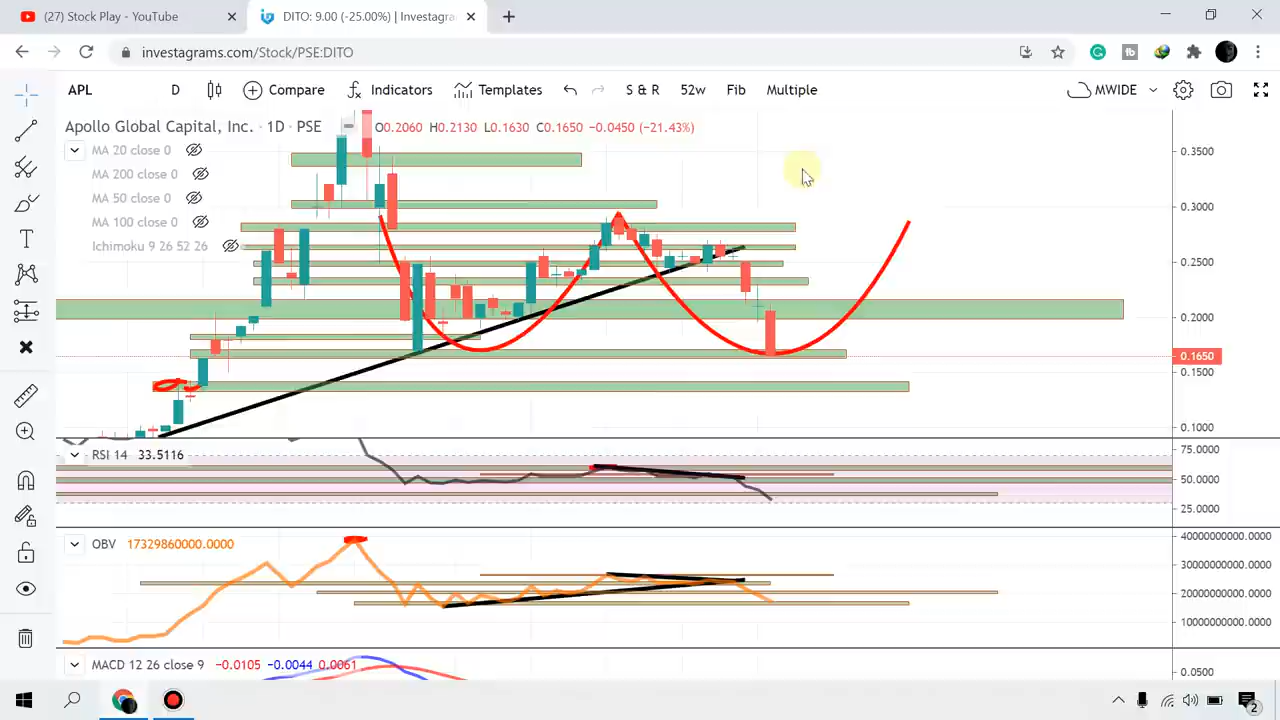 (27) Stock Play - YouTube
DITO: 9.00 (-25.00%) | Investagra
investagrams.com/Stock/PSE:DITO
APL D Compare Indicators Templates S & R 52w Fib Multiple MWIDE
Apollo Global Capital, Inc. · 1D · PSE O0.2060 H0.2130 L0.1630 C0.1650 −0.0450 (−21.43%)
MA 20 close 0
MA 200 close 0
MA 50 close 0
MA 100 close 0
Ichimoku 9 26 52 26
0.3500
0.3000
0.2500
0.2000
0.1650
0.1500
0.1000
RSI 14 33.5116
75.0000
50.0000
25.0000
OBV 17329860000.0000
40000000000.0000
30000000000.0000
20000000000.0000
10000000000.0000
MACD 12 26 close 9 −0.0105 −0.0044 0.0061
0.0500
fb
2